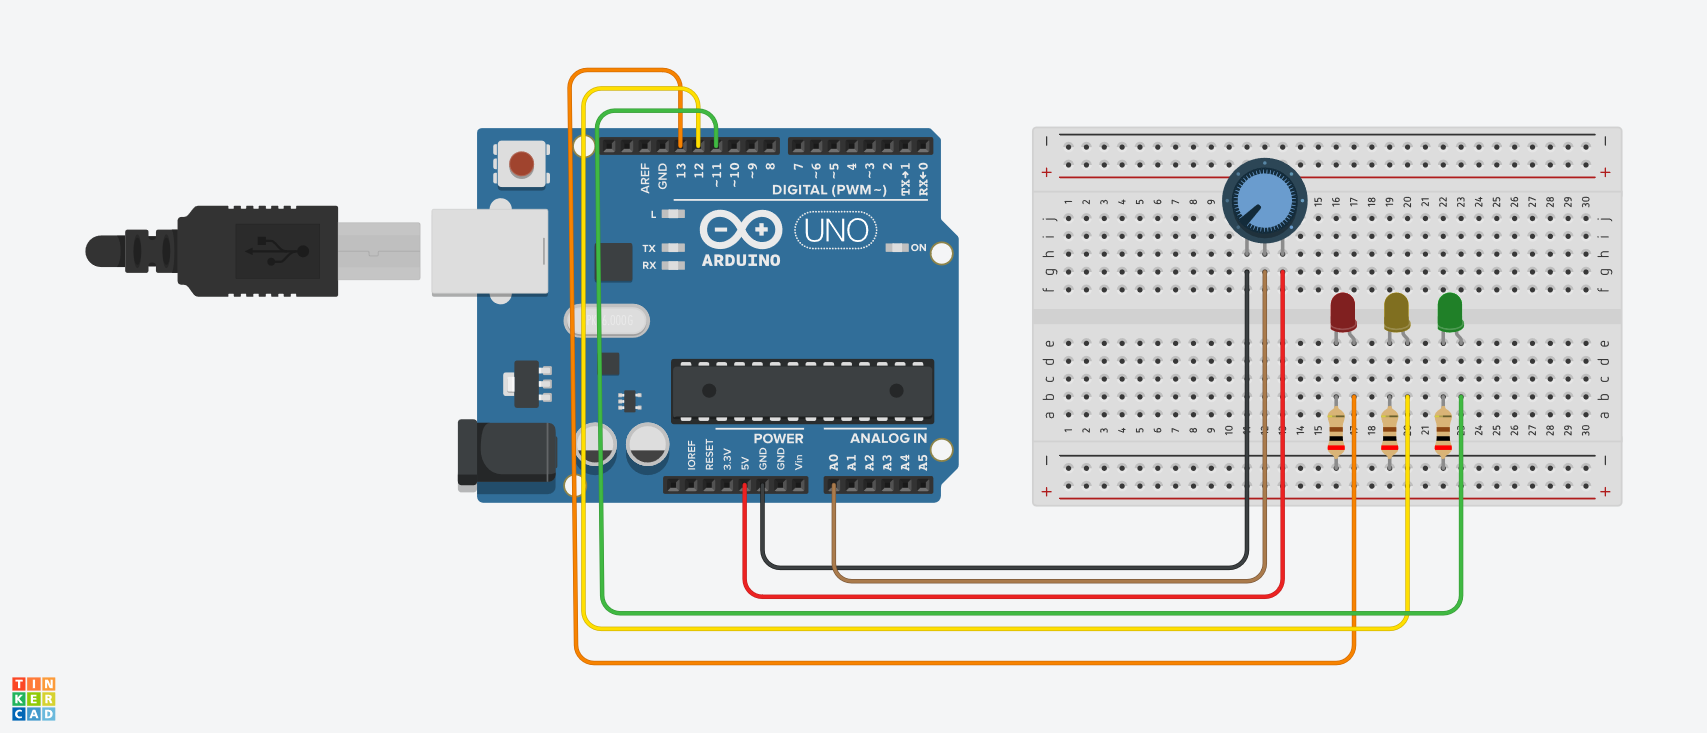 AREF
GND
13
12
~11
~10
~9
8
7
~6
~5
4
~3
2
TX→1
RX←0
DIGITAL (PWM~)
L
TX
RX
UNO
ON
ARDUINO
POWER
ANALOG IN
IOREF
RESET
3.3V
5V
GND
GND
Vin
A0
A1
A2
A3
A4
A5
− −
+ +
1 2 3 4 5 6 7 8 9 15 16 17 18 19 20 21 22 23 24 25 26 27 28 29 30
j j
i i
h h
g g
f f
e e
d d
c c
b b
a a
1 2 3 4 5 6 7 8 9 10 14 15 18 21 24 25 26 27 28 29 30
− −
+ +
TIN
KER
CAD